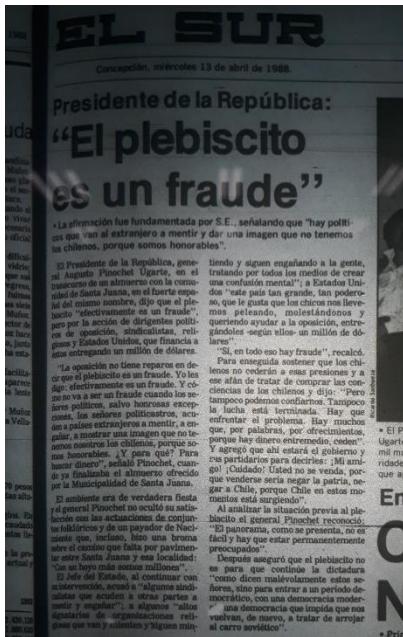 EL SUR
Concepción, miércoles 13 de abril de 1988.
Presidente de la República:
“El plebiscito
es un fraude”
• La afirmación fue fundamentada por S.E., señalando que "hay políti-
cos que van al extranjero a mentir y dar una imagen que no tenemos
los chilenos, porque somos honorables".
El Presidente de la República, gene-
ral Augusto Pinochet Ugarte, en el
transcurso de un almuerzo con la comu-
nidad de Santa Juana, en el fuerte espa-
ñol del mismo nombre, dijo que el ple-
biscito "efectivamente es un fraude",
pero por la acción de dirigentes políti-
cos de oposición, sindicalistas, reli-
giosos y Estados Unidos, que financia a
éstos entregando un millón de dólares.
"La oposición no tiene reparos en de-
cir que el plebiscito es un fraude. Yo les
digo: efectivamente es un fraude. Y có-
mo no va a ser un fraude cuando los se-
ñores políticos, salvo honrosas excep-
ciones, los señores politicastros, acu-
den a países extranjeros a mentir, a en-
gañar, a mostrar una imagen que no te-
nemos nosotros los chilenos, porque so-
mos honorables. ¿Y para qué? Para
buscar dinero", señaló Pinochet, cuan-
do ya finalizaba el almuerzo ofrecido
por la Municipalidad de Santa Juana.
El ambiente era de verdadera fiesta
y el general Pinochet no ocultó su satis-
facción con las actuaciones de conjun-
tos folklóricos y de un payador de Naci-
miento que, incluso, hizo una broma
sobre el camino que falta por pavimen-
tar entre Santa Juana y esa localidad:
"Con su hoyo más somos millones".
El Jefe del Estado, al continuar con
su intervención, acusó a "algunos sindi-
calistas que acuden a otras partes a
mentir y engañar"; a algunos "altos
dignatarios de organizaciones reli-
giosas que van y mienten y siguen min-
tiendo y siguen engañando a la gente,
tratando por todos los medios de crear
una confusión mental"; a Estados Uni-
dos "este país tan grande, tan podero-
so, que le gusta que los chicos nos lleve-
mos peleando, molestándonos y
queriendo ayudar a la oposición, entre-
gándoles -según ellos- un millón de dó-
lares".
"Sí, en todo eso hay fraude", recalcó.
Para enseguida sostener que los chi-
lenos no cederán a esas presiones y a
ese afán de tratar de comprar las con-
ciencias de los chilenos y dijo: "Pero
tampoco podemos confiarnos. Tampoco
la lucha está terminada. Hay que
enfrentar el problema. Hay muchos
que, por palabras, por ofrecimientos,
porque hay dinero entremedio, ceden".
Y agregó que ahí estará el gobierno y
sus partidarios para decirles: ¡Mi ami-
go! ¡Cuidado! Usted no se venda, por-
que venderse sería negar la patria, ne-
gar a Chile, porque Chile en estos mo-
mentos está surgiendo".
Al analizar la situación previa al ple-
biscito el general Pinochet reconoció:
"El panorama, como se presenta, no es
fácil y hay que estar permanentemente
preocupados".
Después aseguró que el plebiscito no
es para que continúe la dictadura
"como dicen malévolamente estos se-
ñores, sino para entrar a un período de-
mocrático, con una democracia moder-
una democracia que impida que nos
vuelvan, de nuevo, a tratar de arrojar
al carro soviético".